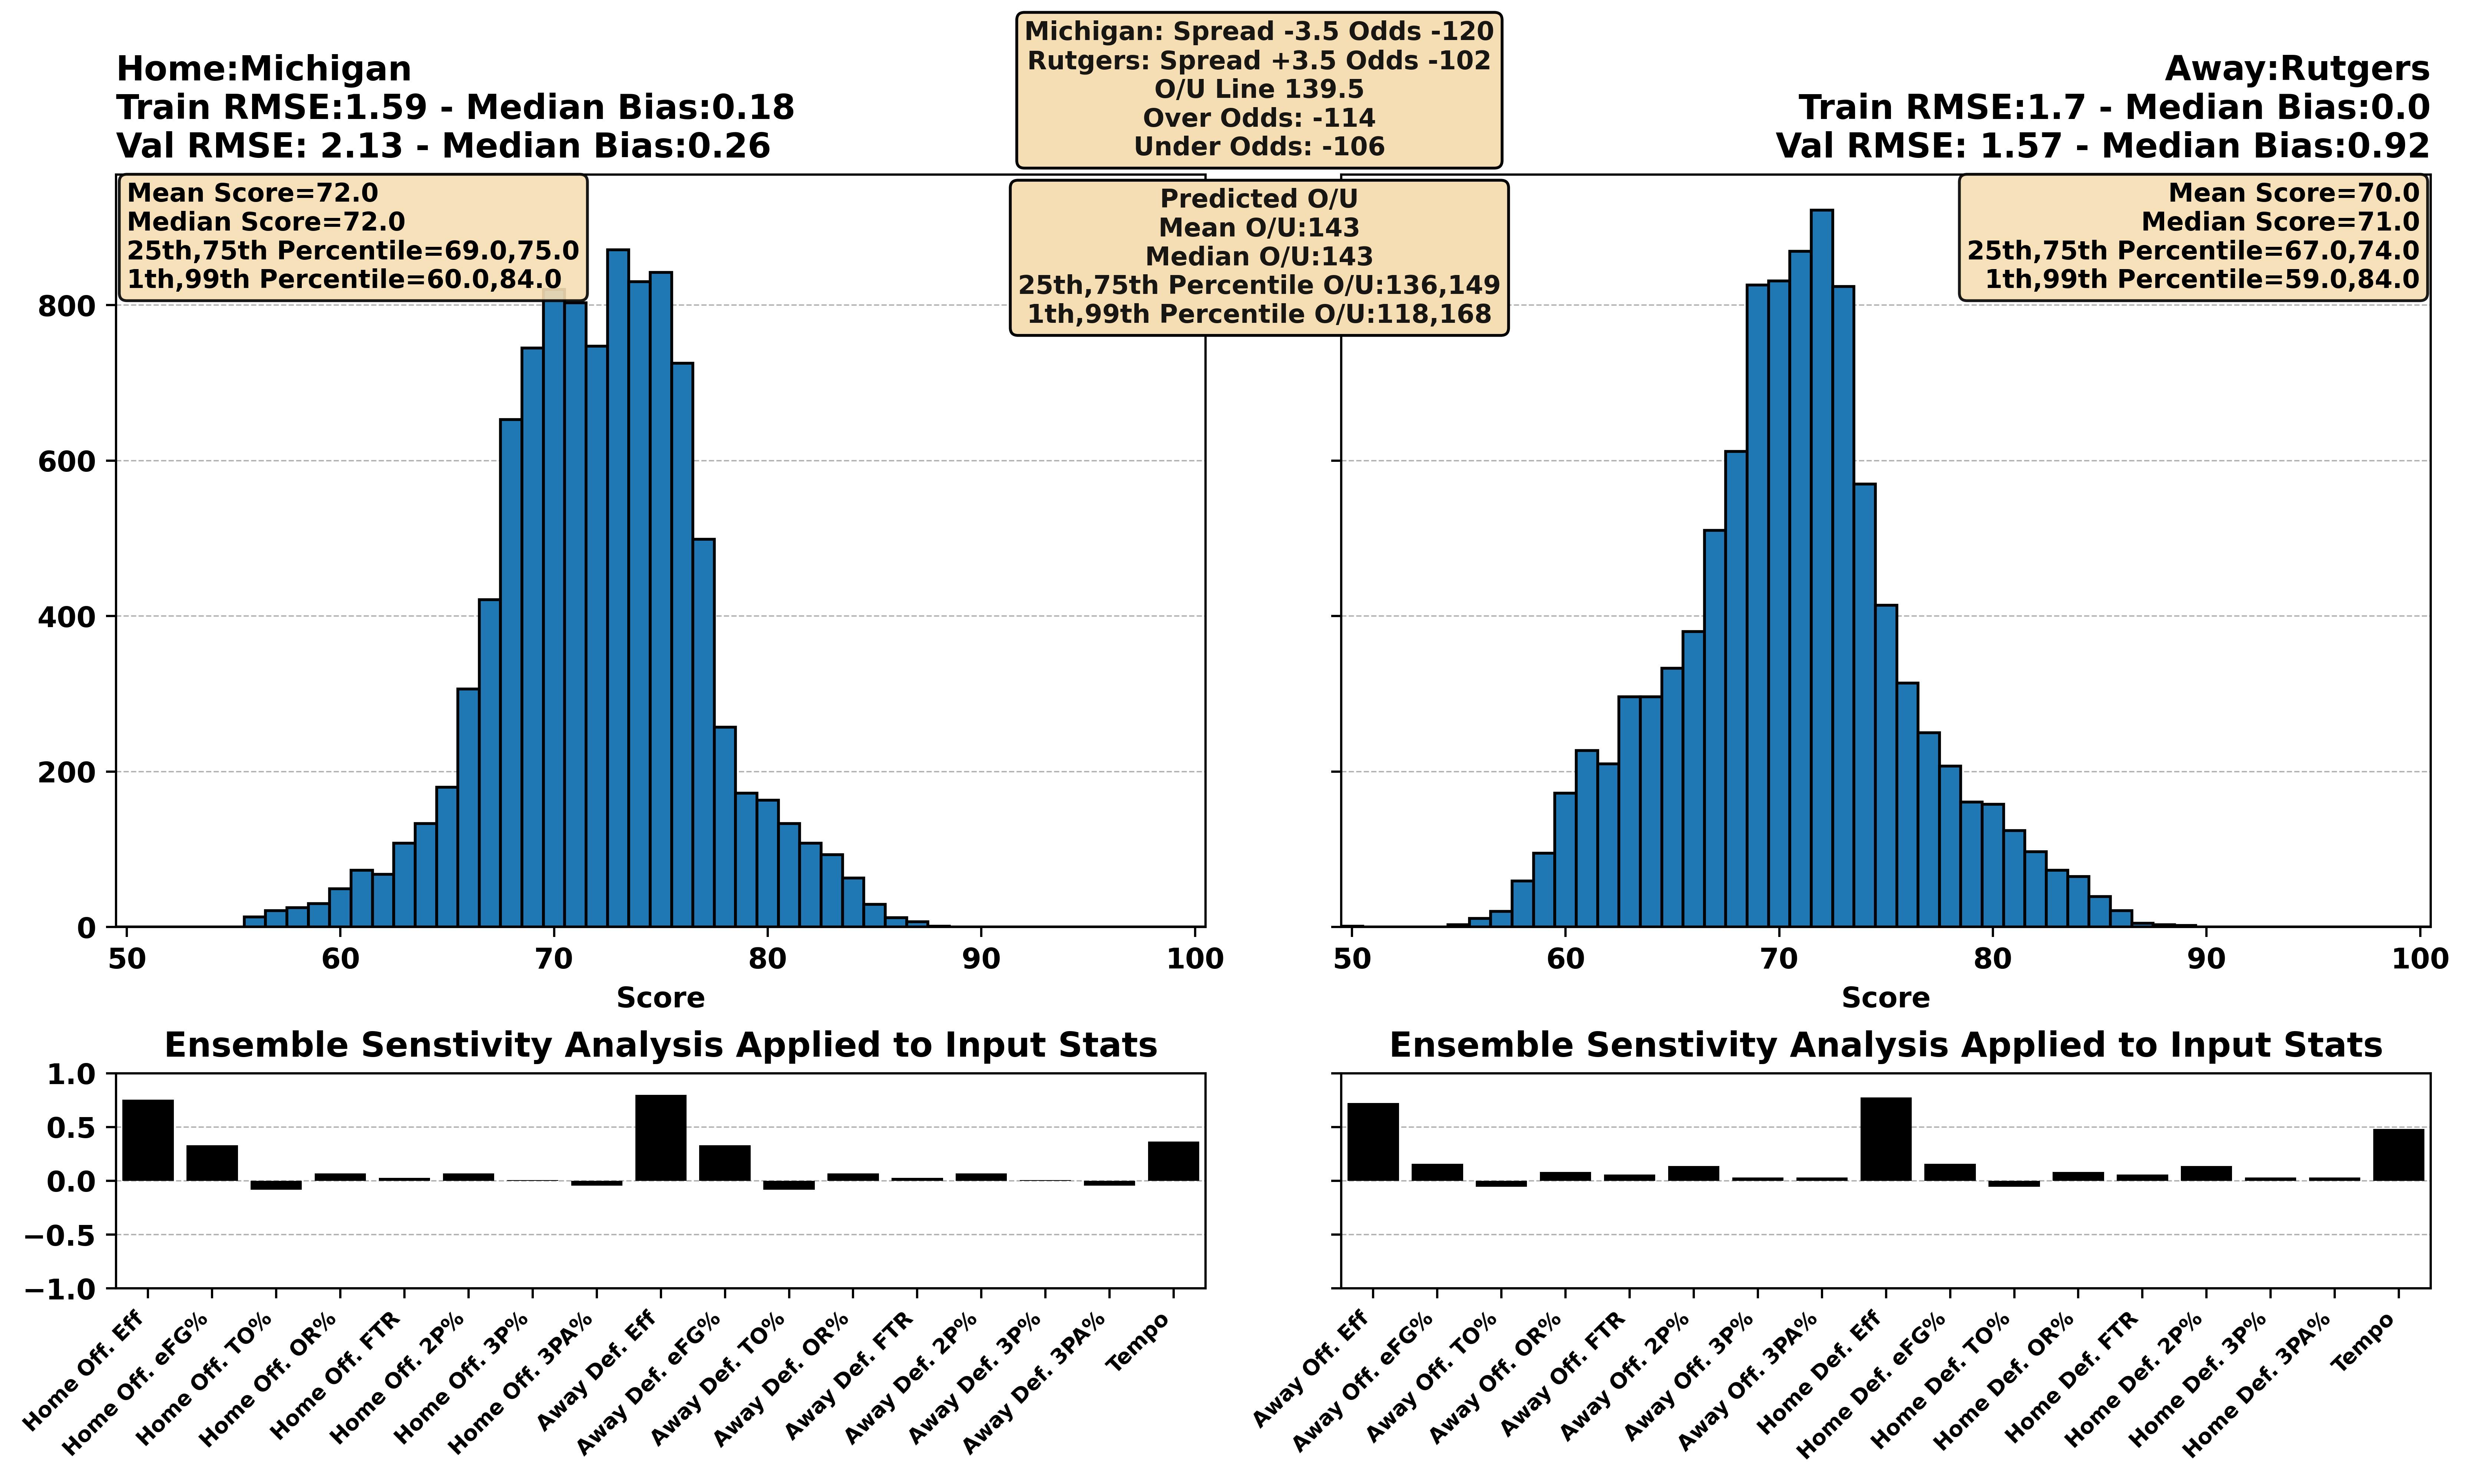 Michigan: Spread -3.5 Odds -120
Rutgers: Spread +3.5 Odds -102
O/U Line 139.5
Over Odds: -114
Under Odds: -106
Home:Michigan
Train RMSE:1.59 - Median Bias:0.18
Val RMSE: 2.13 - Median Bias:0.26
Away:Rutgers
Train RMSE:1.7 - Median Bias:0.0
Val RMSE: 1.57 - Median Bias:0.92
Mean Score=72.0
Median Score=72.0
25th,75th Percentile=69.0,75.0
1th,99th Percentile=60.0,84.0
Predicted O/U
Mean O/U:143
Median O/U:143
25th,75th Percentile O/U:136,149
1th,99th Percentile O/U:118,168
Mean Score=70.0
Median Score=71.0
25th,75th Percentile=67.0,74.0
1th,99th Percentile=59.0,84.0
800
600
400
200
0
50 60 70 80 90 100
Score
50 60 70 80 90 100
Score
Ensemble Senstivity Analysis Applied to Input Stats
1.0
0.5
0.0
−0.5
−1.0
Home Off. Eff
Home Off. eFG%
Home Off. TO%
Home Off. OR%
Home Off. FTR
Home Off. 2P%
Home Off. 3P%
Home Off. 3PA%
Away Def. Eff
Away Def. eFG%
Away Def. TO%
Away Def. OR%
Away Def. FTR
Away Def. 2P%
Away Def. 3P%
Away Def. 3PA%
Tempo
Ensemble Senstivity Analysis Applied to Input Stats
Away Off. Eff
Away Off. eFG%
Away Off. TO%
Away Off. OR%
Away Off. FTR
Away Off. 2P%
Away Off. 3P%
Away Off. 3PA%
Home Def. Eff
Home Def. eFG%
Home Def. TO%
Home Def. OR%
Home Def. FTR
Home Def. 2P%
Home Def. 3P%
Home Def. 3PA%
Tempo